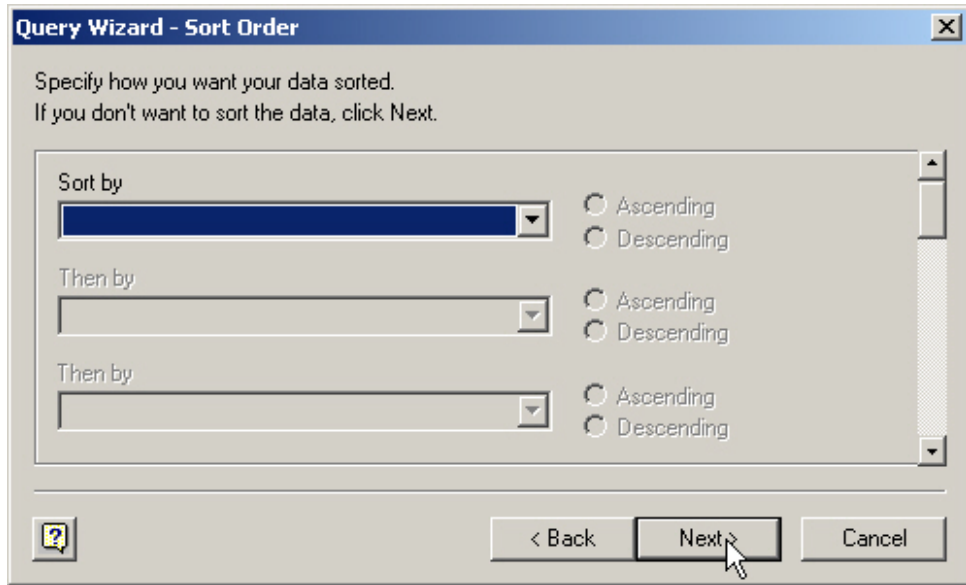 Query Wizard - Sort Order
Specify how you want your data sorted.
If you don't want to sort the data, click Next.
Sort by
Ascending
Descending
Then by
Ascending
Descending
Then by
Ascending
Descending
?
< Back
Next >
Cancel